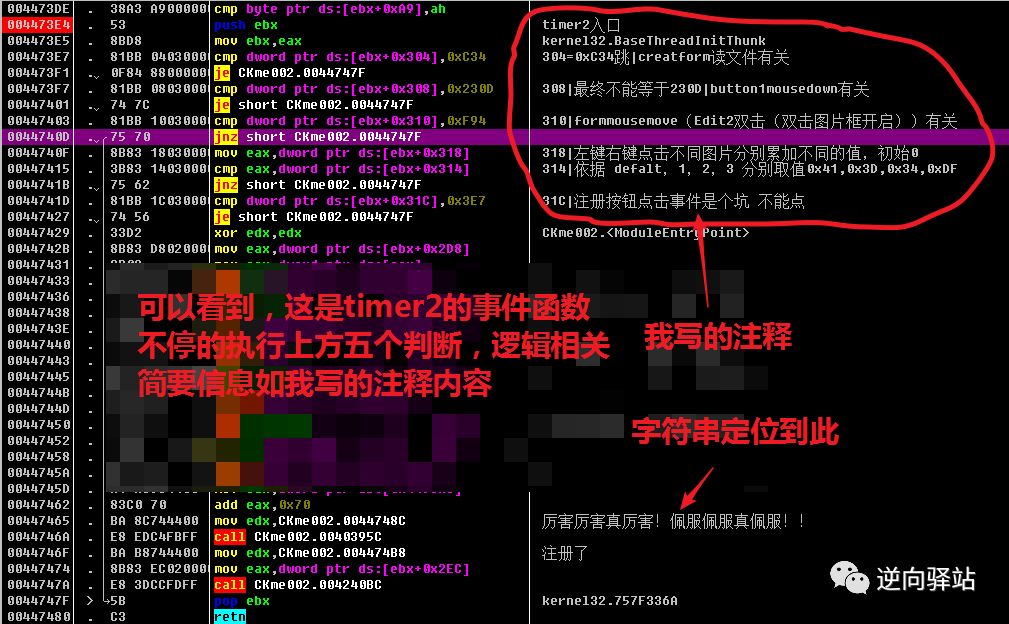 004473DE . 38A3 A9000000 cmp byte ptr ds:[ebx+0xA9],ah
004473E4 . 53 push ebx timer2入口
004473E5 . 8BD8 mov ebx,eax kernel32.BaseThreadInitThunk
004473E7 . 81BB 04030000 cmp dword ptr ds:[ebx+0x304],0xC34 304=0xC34跳|creatform读文件有关
004473F1 . 0F84 88000000 je CKme002.0044747F
004473F7 . 81BB 08030000 cmp dword ptr ds:[ebx+0x308],0x230D 308|最终不能等于230D|button1mousedown有关
00447401 . 74 7C je short CKme002.0044747F
00447403 . 81BB 10030000 cmp dword ptr ds:[ebx+0x310],0xF94 310|formmousemove（Edit2双击（双击图片框开启））有关
0044740D . 75 70 jnz short CKme002.0044747F
0044740F . 8B83 18030000 mov eax,dword ptr ds:[ebx+0x318] 318|左键右键点击不同图片分别累加不同的值，初始0
00447415 . 3B83 14030000 cmp eax,dword ptr ds:[ebx+0x314] 314|依据 defalt, 1, 2, 3 分别取值0x41,0x3D,0x34,0xDF
0044741B . 75 62 jnz short CKme002.0044747F
0044741D . 81BB 1C030000 cmp dword ptr ds:[ebx+0x31C],0x3E7 31C|注册按钮点击事件是个坑 不能点
00447427 . 74 56 je short CKme002.0044747F
00447429 . 33D2 xor edx,edx CKme002.<ModuleEntryPoint>
0044742B . 8B83 D8020000 mov eax,dword ptr ds:[ebx+0x2D8]
00447431
00447433
00447436
00447438
0044743E
00447440
00447443
00447445
0044744B
0044744D
00447450
00447452
00447458
0044745A
0044745D
可以看到，这是timer2的事件函数
不停的执行上方五个判断，逻辑相关
简要信息如我写的注释内容
我写的注释
字符串定位到此
00447462 . 83C0 70 add eax,0x70
00447465 . BA 8C744400 mov edx,CKme002.0044748C 厉害厉害真厉害！佩服佩服真佩服！！
0044746A . E8 EDC4FBFF call CKme002.0040395C
0044746F . BA B8744400 mov edx,CKme002.004474B8 注册了
00447474 . 8B83 EC020000 mov eax,dword ptr ds:[ebx+0x2EC]
0044747A . E8 3DCCFDFF call CKme002.004240BC
0044747F > 5B pop ebx kernel32.757F336A
00447480 . C3 retn
逆向驿站